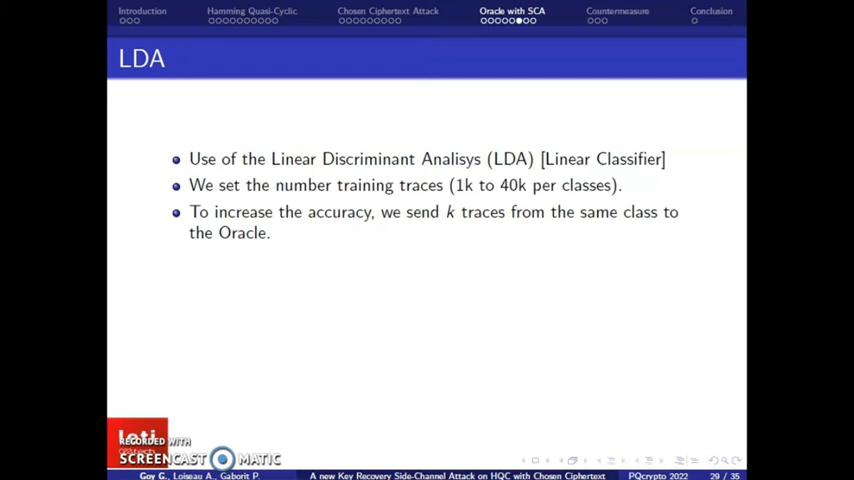 Introduction Hamming Quasi-Cyclic Chosen Ciphertext Attack Oracle with SCA Countermeasure Conclusion
LDA
Use of the Linear Discriminant Analisys (LDA) [Linear Classifier]
We set the number training traces (1k to 40k per classes).
To increase the accuracy, we send k traces from the same class to
the Oracle.
RECORDED WITH
SCREENCAST MATIC
Goy G., Loiseau A., Gaborit P. A new Key Recovery Side-Channel Attack on HQC with Chosen Ciphertext PQcrypto 2022 29 / 35